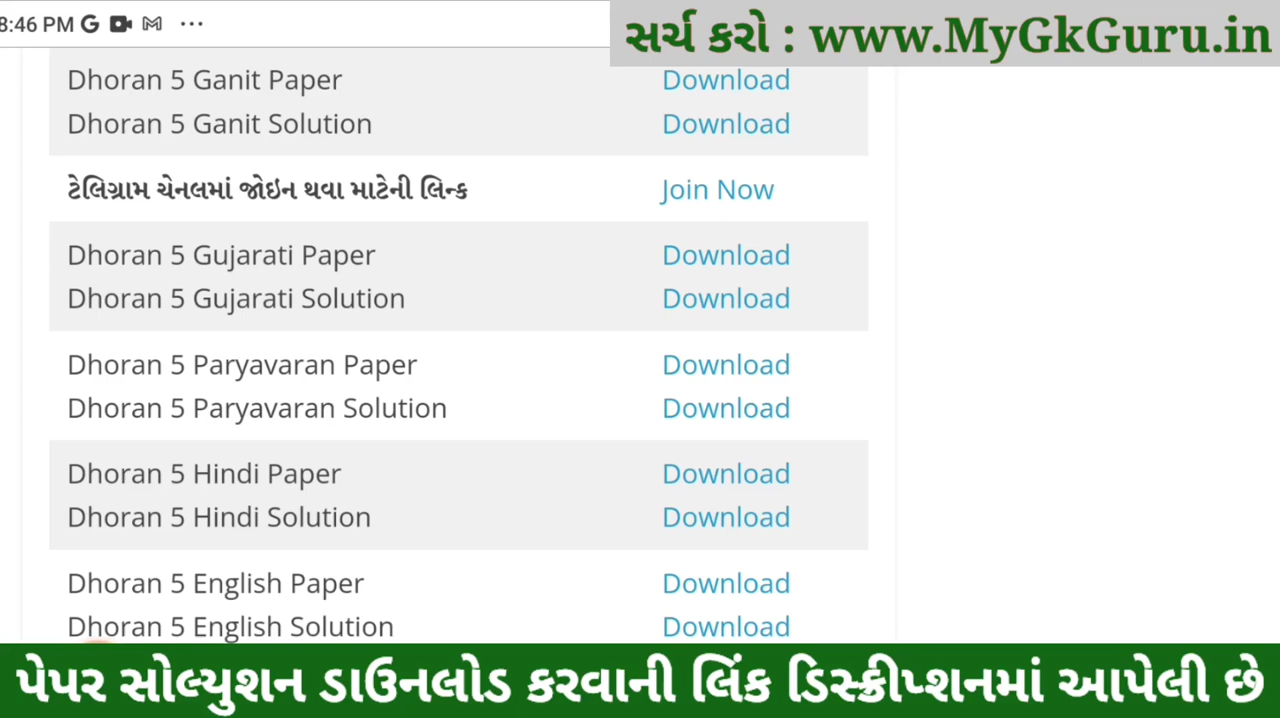 8:46 PM G ...
સર્ચ કરો : www.MyGkGuru.in
Dhoran 5 Ganit Paper Download
Dhoran 5 Ganit Solution Download
ટેલિગ્રામ ચેનલમાં જોઇન થવા માટેની લિન્ક Join Now
Dhoran 5 Gujarati Paper Download
Dhoran 5 Gujarati Solution Download
Dhoran 5 Paryavaran Paper Download
Dhoran 5 Paryavaran Solution Download
Dhoran 5 Hindi Paper Download
Dhoran 5 Hindi Solution Download
Dhoran 5 English Paper Download
Dhoran 5 English Solution Download
પેપર સોલ્યુશન ડાઉનલોડ કરવાની લિંક ડિસ્ક્રીપ્શનમાં આપેલી છે